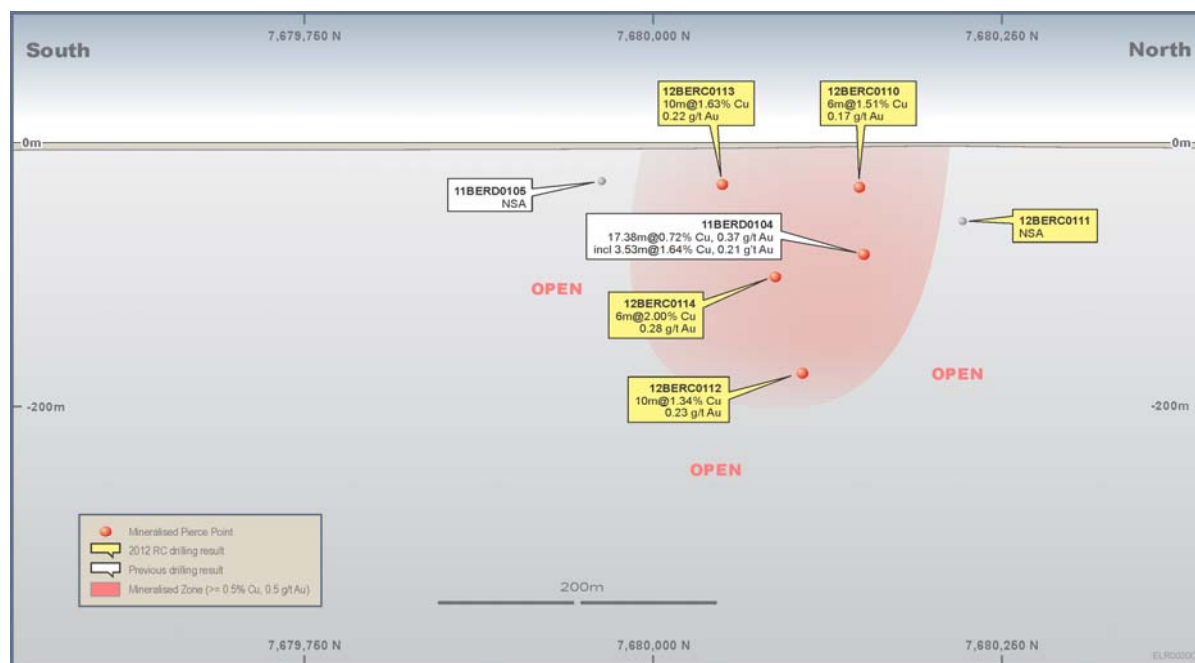 7,679,750 N
7,680,000 N
7,680,250 N
South
North
12BERC0113
10m@1.63% Cu
0.22 g/t Au
12BERC0110
6m@1.51% Cu
0.17 g/t Au
0m
0m
11BERD0105
NSA
11BERD0104
17.38m@0.72% Cu, 0.37 g/t Au
incl 3.53m@1.64% Cu, 0.21 g't Au
12BERC0111
NSA
OPEN
12BERC0114
6m@2.00% Cu
0.28 g/t Au
OPEN
12BERC0112
10m@1.34% Cu
0.23 g/t Au
-200m
-200m
OPEN
Mineralised Pierce Point
2012 RC drilling result
Previous drilling result
Mineralised Zone (>= 0.5% Cu, 0.5 g/t Au)
200m
7,679,750 N
7,680,000 N
7,680,250 N